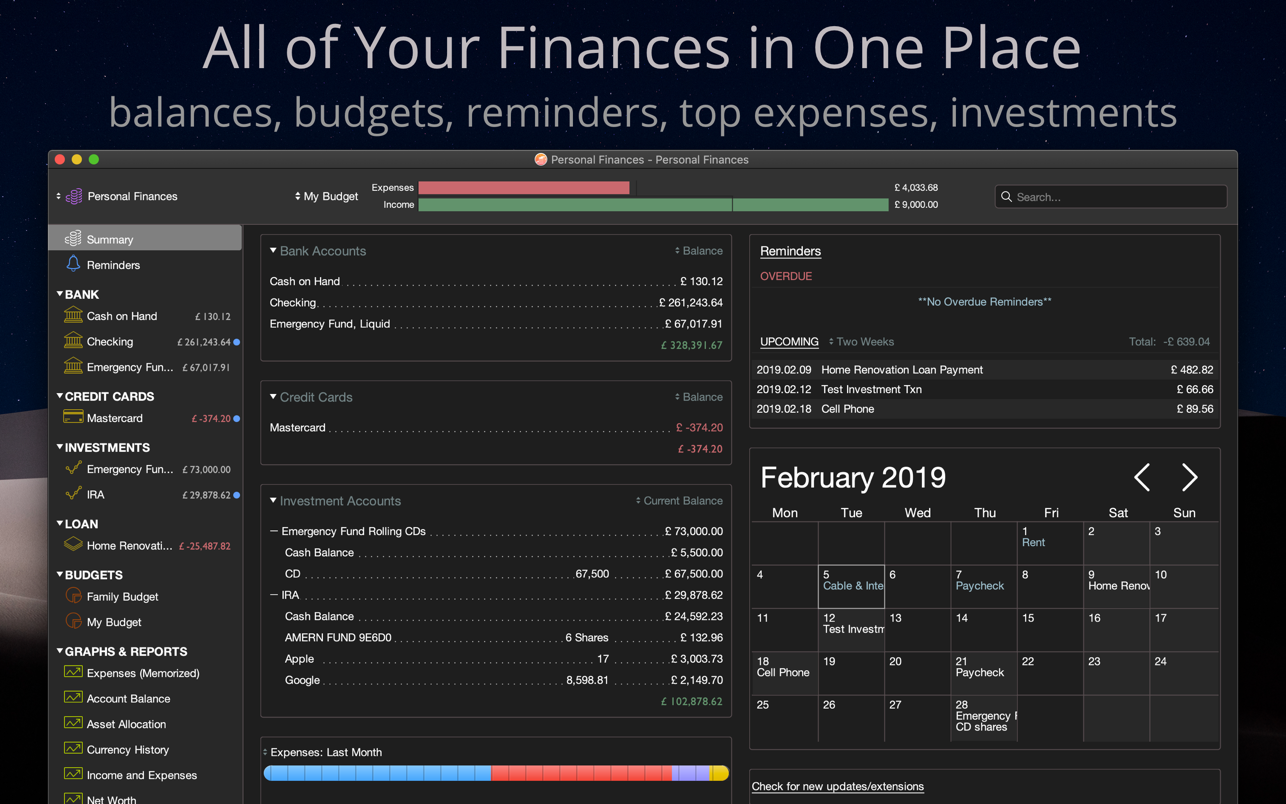 All of Your Finances in One Place
balances, budgets, reminders, top expenses, investments
Personal Finances - Personal Finances
Personal Finances
My Budget
Expenses
£ 4,033.68
Income
£ 9,000.00
Search...
Summary
Reminders
BANK
Cash on Hand £ 130.12
Checking £ 261,243.64
Emergency Fun... £ 67,017.91
CREDIT CARDS
Mastercard £ -374.20
INVESTMENTS
Emergency Fun... £ 73,000.00
IRA £ 29,878.62
LOAN
Home Renovati... £ -25,487.82
BUDGETS
Family Budget
My Budget
GRAPHS & REPORTS
Expenses (Memorized)
Account Balance
Asset Allocation
Currency History
Income and Expenses
Net Worth
Bank Accounts Balance
Cash on Hand £ 130.12
Checking £ 261,243.64
Emergency Fund, Liquid £ 67,017.91
£ 328,391.67
Credit Cards Balance
Mastercard £ -374.20
£ -374.20
Investment Accounts Current Balance
Emergency Fund Rolling CDs £ 73,000.00
Cash Balance £ 5,500.00
CD 67,500 £ 67,500.00
IRA £ 29,878.62
Cash Balance £ 24,592.23
AMERN FUND 9E6D0 6 Shares £ 132.96
Apple 17 £ 3,003.73
Google 8,598.81 £ 2,149.70
£ 102,878.62
Expenses: Last Month
Reminders
OVERDUE
**No Overdue Reminders**
UPCOMING Two Weeks Total: -£ 639.04
2019.02.09 Home Renovation Loan Payment £ 482.82
2019.02.12 Test Investment Txn £ 66.66
2019.02.18 Cell Phone £ 89.56
February 2019
Mon Tue Wed Thu Fri Sat Sun
1 2 3
Rent
4 5 6 7 8 9 10
Cable & Inte Paycheck Home Renov
11 12 13 14 15 16 17
Test Investm
18 19 20 21 22 23 24
Cell Phone Paycheck
25 26 27 28
Emergency F
CD shares
Check for new updates/extensions